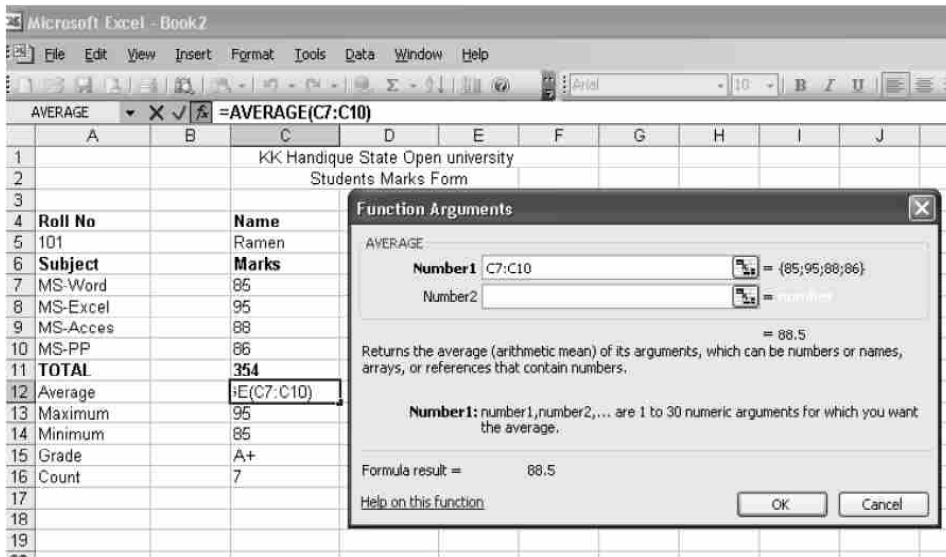 Microsoft Excel - Book2
File Edit View Insert Format Tools Data Window Help
Arial 10 B I U
AVERAGE =AVERAGE(C7:C10)
A B C D E F G H I J
1 KK Handique State Open university
2 Students Marks Form
3
4 Roll No Name
5 101 Ramen
6 Subject Marks
7 MS-Word 85
8 MS-Excel 95
9 MS-Acces 88
10 MS-PP 86
11 TOTAL 354
12 Average E(C7:C10)
13 Maximum 95
14 Minimum 85
15 Grade A+
16 Count 7
17
18
19
Function Arguments
AVERAGE
Number1 C7:C10 = {85;95;88;86}
Number2 = number
= 88.5
Returns the average (arithmetic mean) of its arguments, which can be numbers or names,
arrays, or references that contain numbers.
Number1: number1,number2,... are 1 to 30 numeric arguments for which you want
the average.
Formula result = 88.5
Help on this function OK Cancel